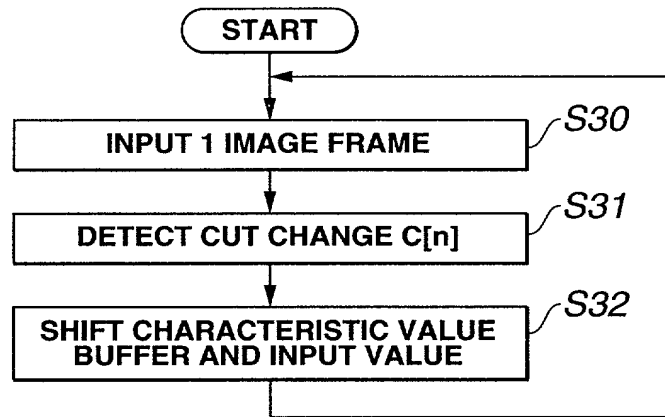 START
INPUT 1 IMAGE FRAME
S30
DETECT CUT CHANGE C[n]
S31
SHIFT CHARACTERISTIC VALUE
BUFFER AND INPUT VALUE
S32